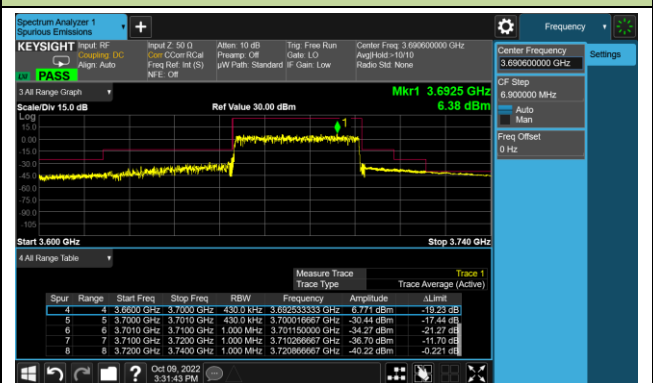 Spectrum Analyzer 1
Spurious Emissions
Frequency
KEYSIGHT Input: RF Input Z: 50 Ω Atten: 10 dB Trig: Free Run Center Freq: 3.690600000 GHz
Coupling: DC Corr CCorr RCal Preamp: Off Gate: LO Avg|Hold:>10/10
Align: Auto Freq Ref: Int (S) µW Path: Standard IF Gain: Low Radio Std: None
NFE: Off
PASS
Center Frequency
3.690600000 GHz
Settings
CF Step
6.900000 MHz
Auto
Man
Freq Offset
0 Hz
3 All Range Graph
Mkr1 3.6925 GHz
Scale/Div 15.0 dB Ref Value 30.00 dBm 6.38 dBm
Log
1
15.0
0.00
-15.0
-30.0
-45.0
-60.0
-75.0
-90.0
-105
Start 3.600 GHz Stop 3.740 GHz
4 All Range Table
Measure Trace Trace 1
Trace Type Trace Average (Active)
Spur Range Start Freq Stop Freq RBW Frequency Amplitude ΔLimit
4 4 3.6600 GHz 3.7000 GHz 430.0 kHz 3.692533333 GHz 6.771 dBm -19.23 dB
5 5 3.7000 GHz 3.7010 GHz 430.0 kHz 3.700016667 GHz -30.44 dBm -17.44 dB
6 6 3.7010 GHz 3.7100 GHz 1.000 MHz 3.701150000 GHz -34.27 dBm -21.27 dB
7 7 3.7100 GHz 3.7200 GHz 1.000 MHz 3.710266667 GHz -36.70 dBm -11.70 dB
8 8 3.7200 GHz 3.7400 GHz 1.000 MHz 3.720866667 GHz -40.22 dBm -0.221 dB
Oct 09, 2022
3:31:43 PM